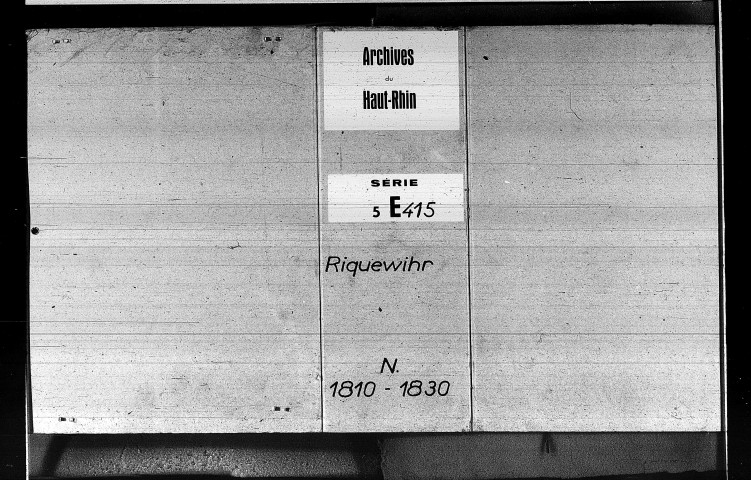 Archives
du
Haut-Rhin
SÉRIE
5 E415
Riquewihr
N.
1810 - 1830